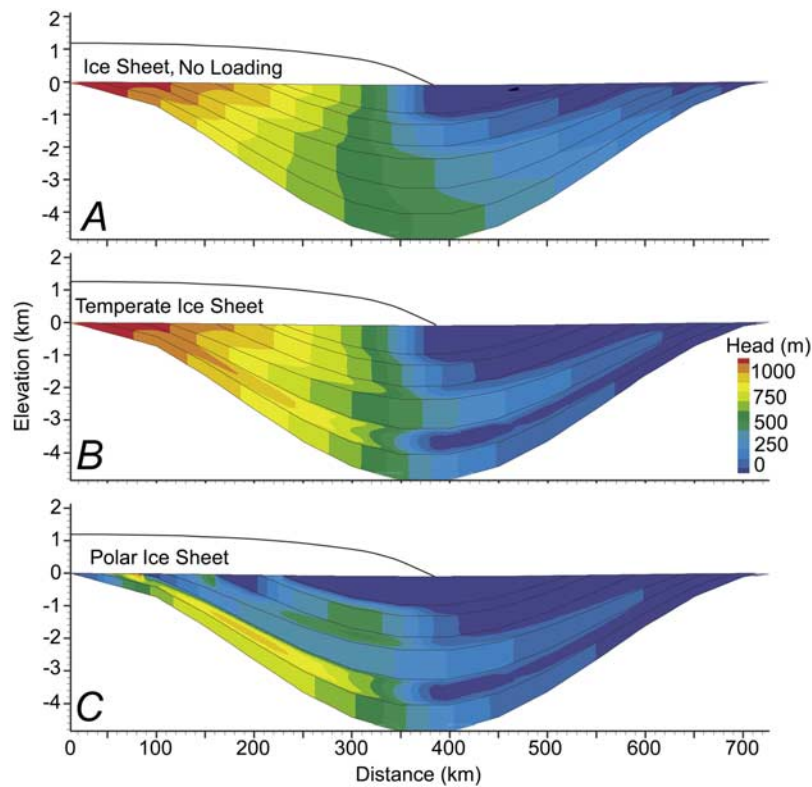 2
1
0
-1
-2
-3
-4
Ice Sheet, No Loading
A
2
1
0
-1
-2
-3
-4
Temperate Ice Sheet
B
Elevation (km)
Head (m)
1000
750
500
250
0
2
1
0
-1
-2
-3
-4
Polar Ice Sheet
C
0 100 200 300 400 500 600 700
Distance (km)